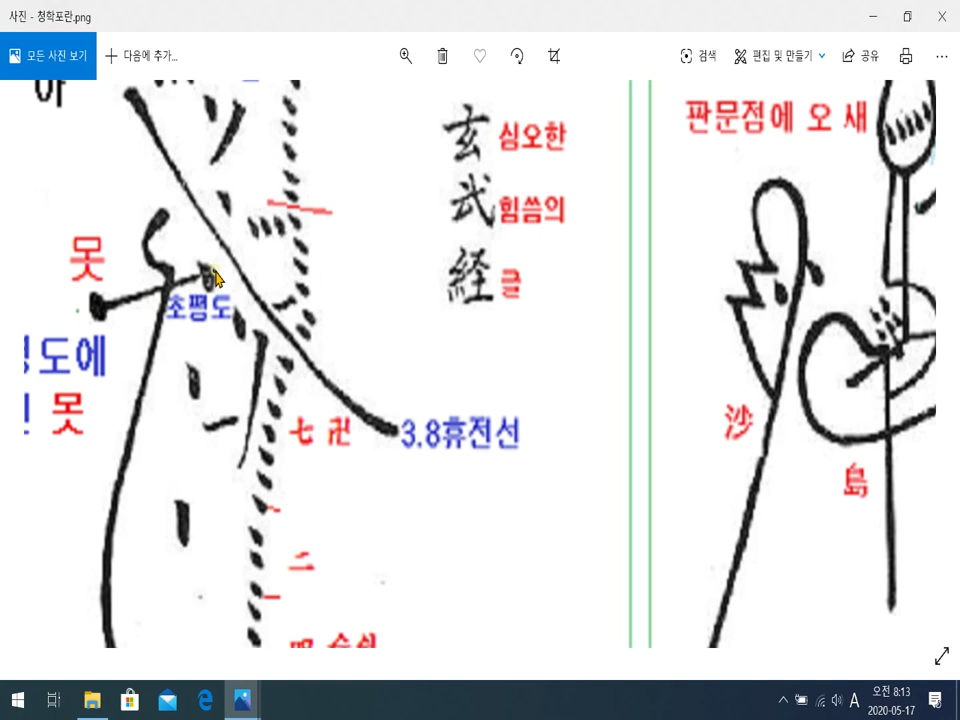 사진 - 청학포란.png
모든 사진 보기
다음에 추가...
검색
편집 및 만들기
공유
玄 심오한
武 힘씀의
経 글
판문점에 오 새
못
초평도
도에
못
七 卍
3.8휴전선
沙
島
二
A
오전 8:13
2020-05-17